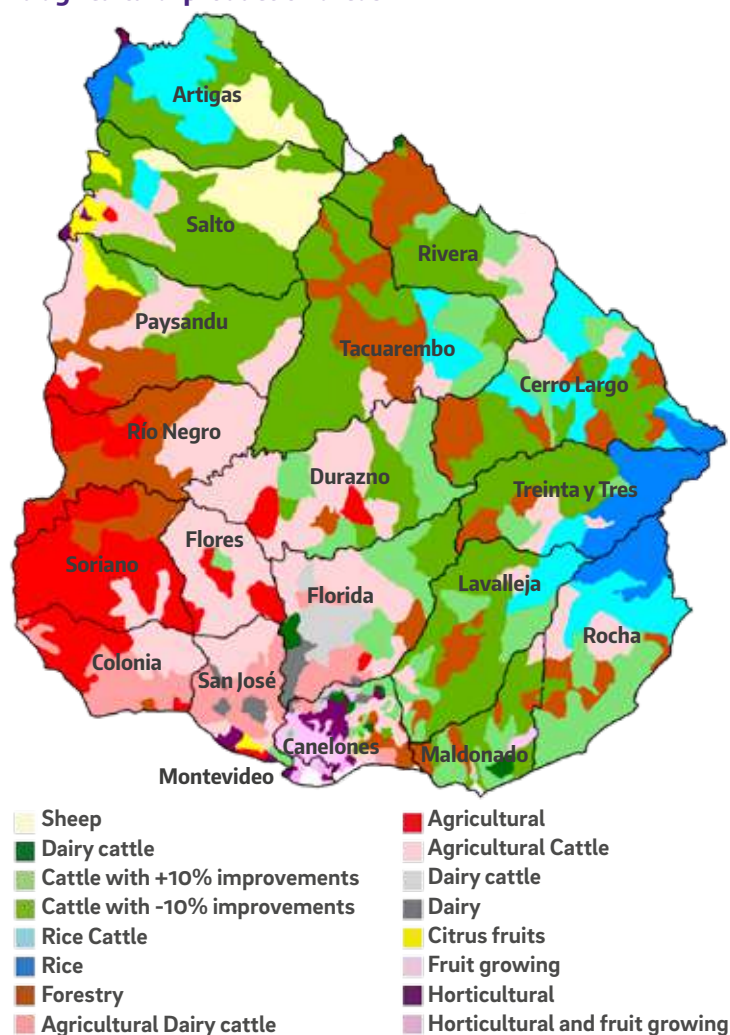 Artigas
Salto
Rivera
Paysandu
Tacuarembo
Cerro Largo
Río Negro
Durazno
Treinta y Tres
Flores
Soriano
Florida
Lavalleja
Rocha
Colonia
San José
Canelones
Maldonado
Montevideo
Sheep
Dairy cattle
Cattle with +10% improvements
Cattle with -10% improvements
Rice Cattle
Rice
Forestry
Agricultural Dairy cattle
Agricultural
Agricultural Cattle
Dairy cattle
Dairy
Citrus fruits
Fruit growing
Horticultural
Horticultural and fruit growing